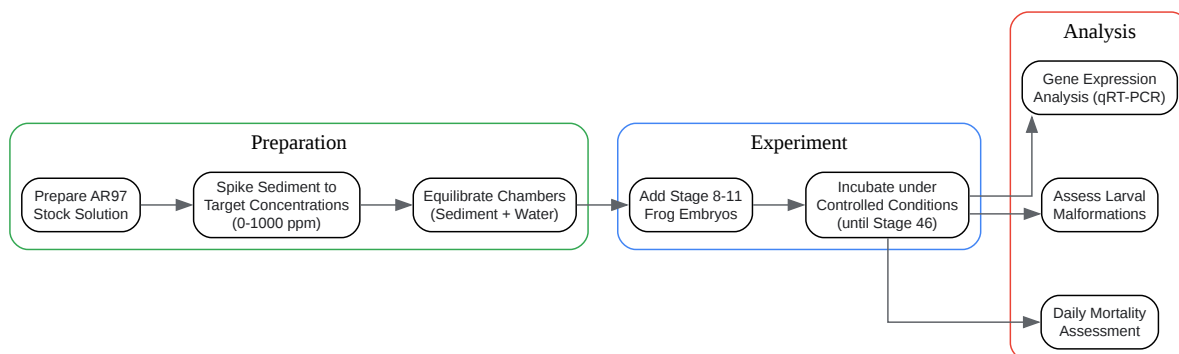 Preparation
Prepare AR97
Stock Solution
Spike Sediment to
Target Concentrations
(0-1000 ppm)
Equilibrate Chambers
(Sediment + Water)
Experiment
Add Stage 8-11
Frog Embryos
Incubate under
Controlled Conditions
(until Stage 46)
Analysis
Gene Expression
Analysis (qRT-PCR)
Assess Larval
Malformations
Daily Mortality
Assessment